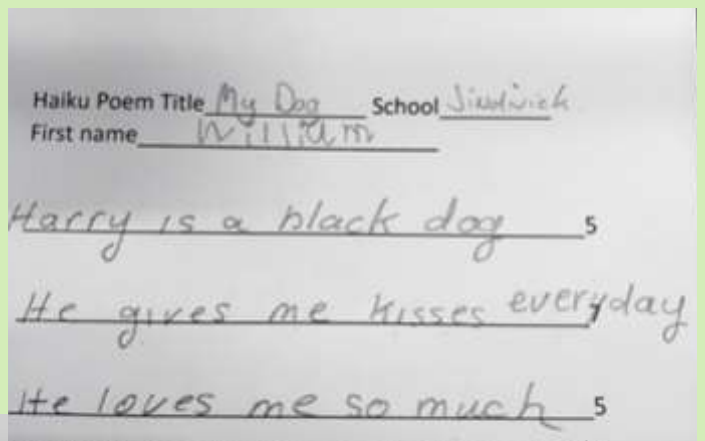 Haiku Poem Title My Dog School Jindivick
First name William
Harry is a black dog 5
He gives me kisses everyday
He loves me so much 5